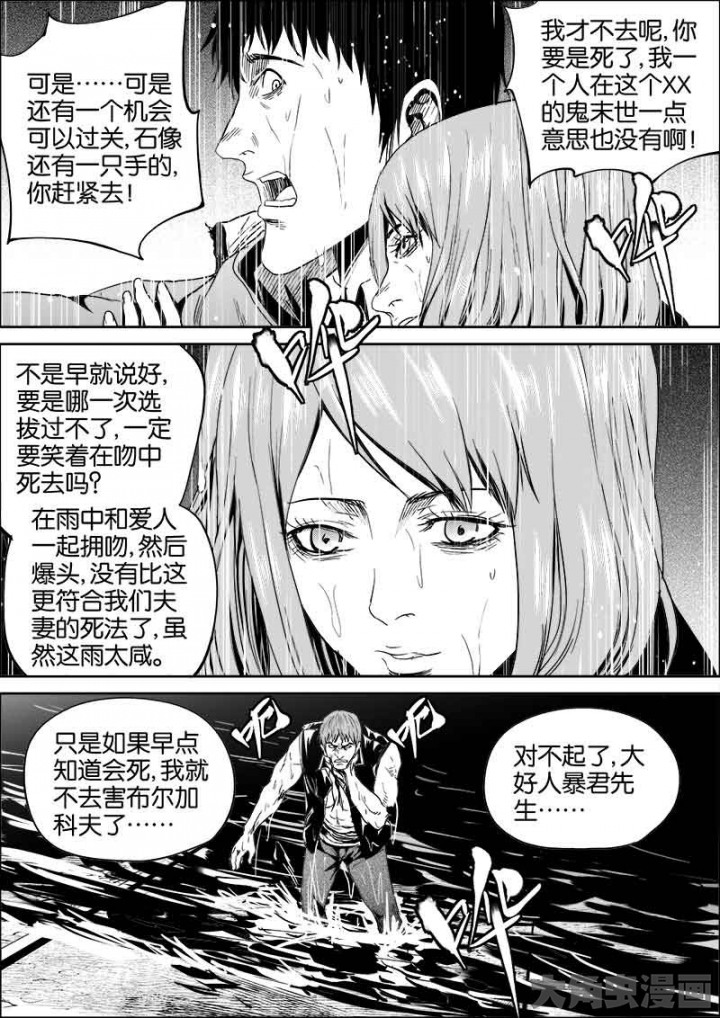 可是……可是
还有一个机会
可以过关,石像
还有一只手的,
你赶紧去!
我才不去呢,你
要是死了,我一
个人在这个XX
的鬼末世一点
意思也没有啊!
不是早就说好,
要是哪一次选
拔过不了,一定
要笑着在吻中
死去吗?
在雨中和爱人
一起拥吻,然后
爆头,没有比这
更符合我们夫
妻的死法了,虽
然这雨太咸。
只是如果早点
知道会死,我就
不去害布尔加
科夫了……
对不起了,大
好人暴君先
生……
大角虫漫画